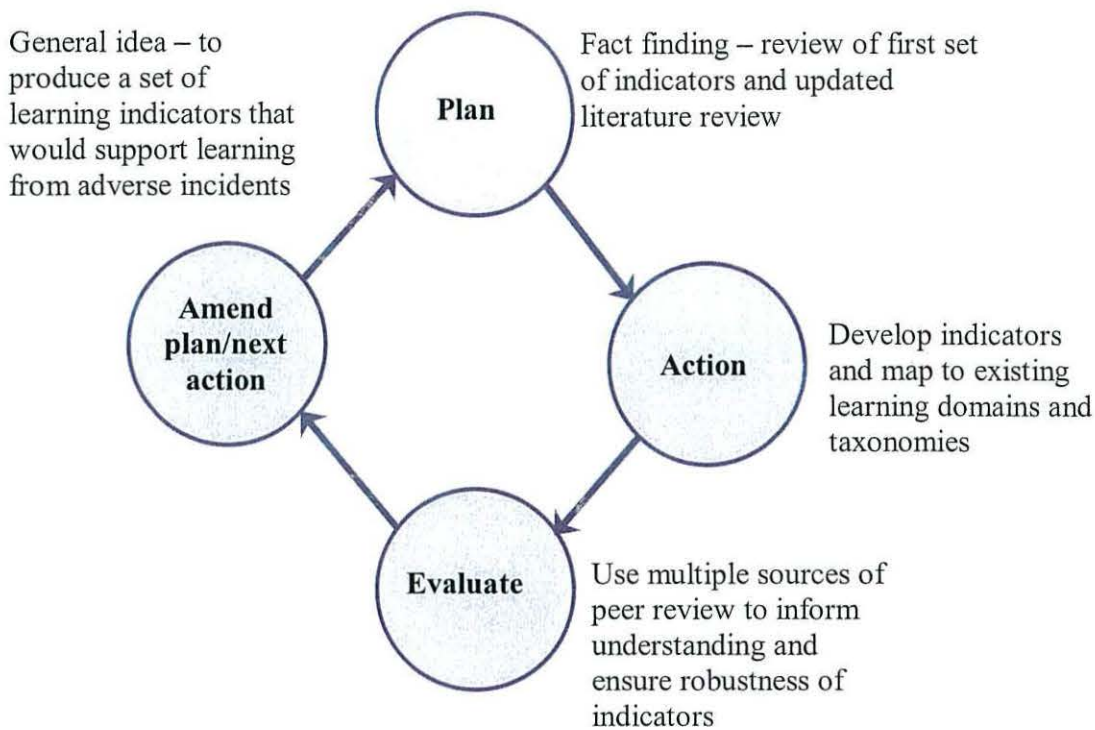 General idea – to
produce a set of
learning indicators that
would support learning
from adverse incidents
Plan
Fact finding – review of first set
of indicators and updated
literature review
Action
Develop indicators
and map to existing
learning domains and
taxonomies
Evaluate
Use multiple sources of
peer review to inform
understanding and
ensure robustness of
indicators
Amend
plan/next
action